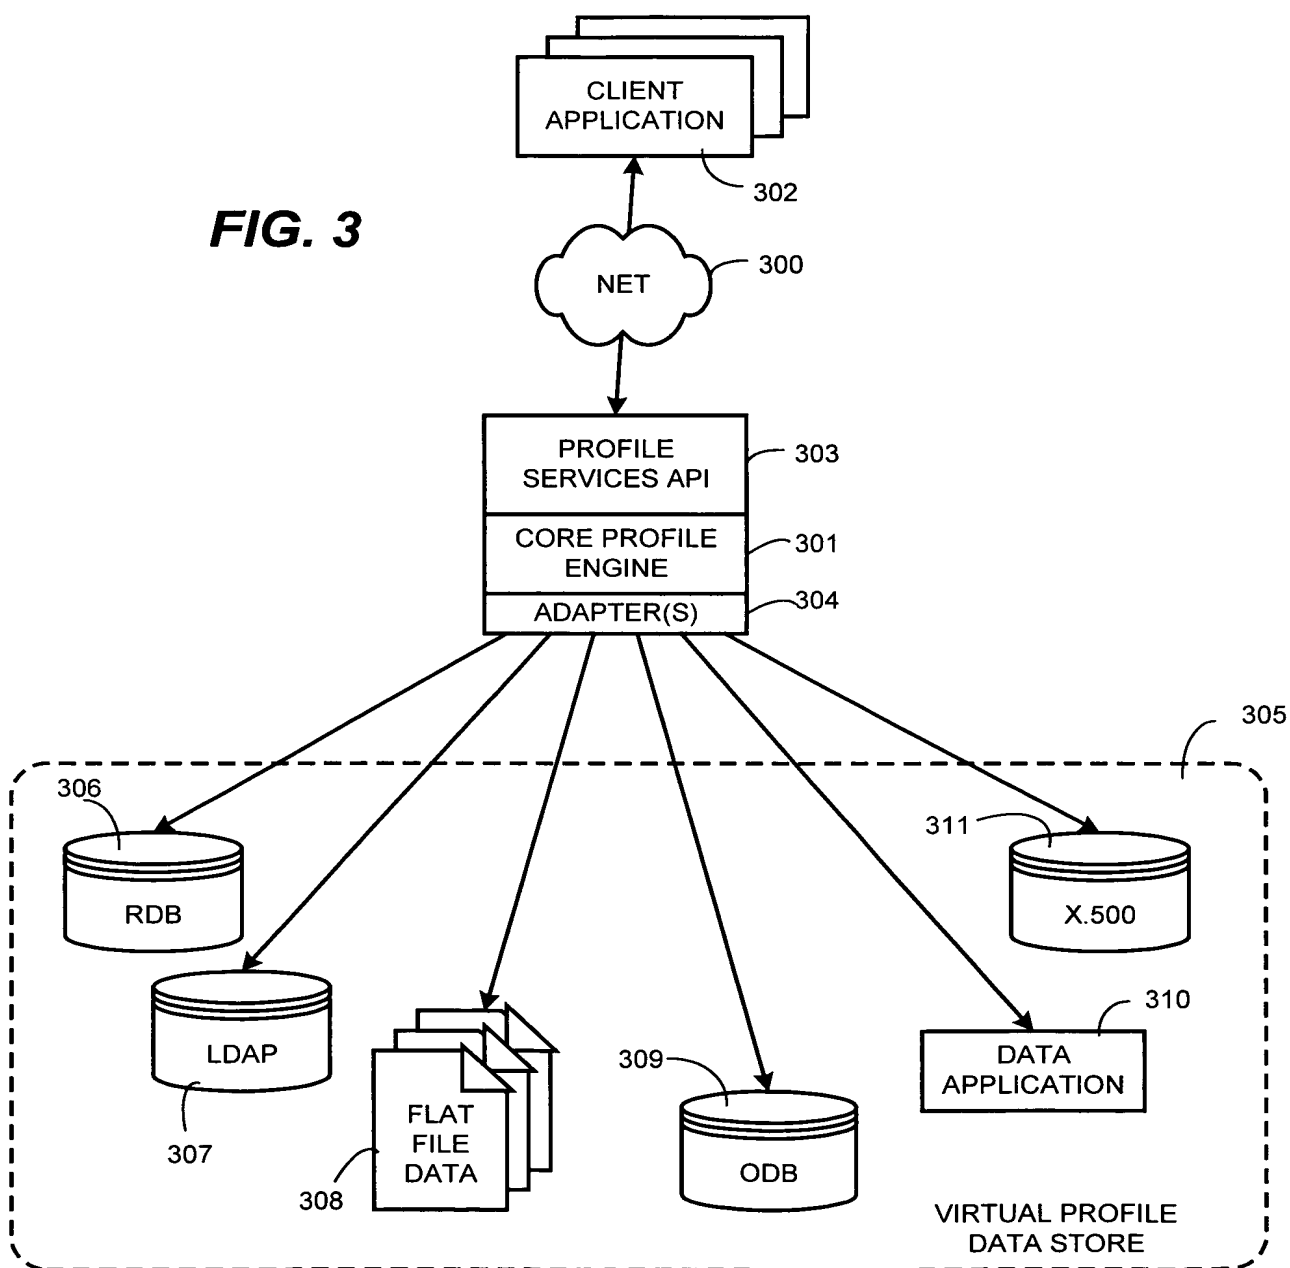 CLIENT
APPLICATION
302
FIG. 3
NET
300
PROFILE
SERVICES API
303
CORE PROFILE
ENGINE
301
ADAPTER(S)
304
305
306
RDB
311
X.500
LDAP
307
310
DATA
APPLICATION
309
ODB
FLAT
FILE
DATA
308
VIRTUAL PROFILE
DATA STORE